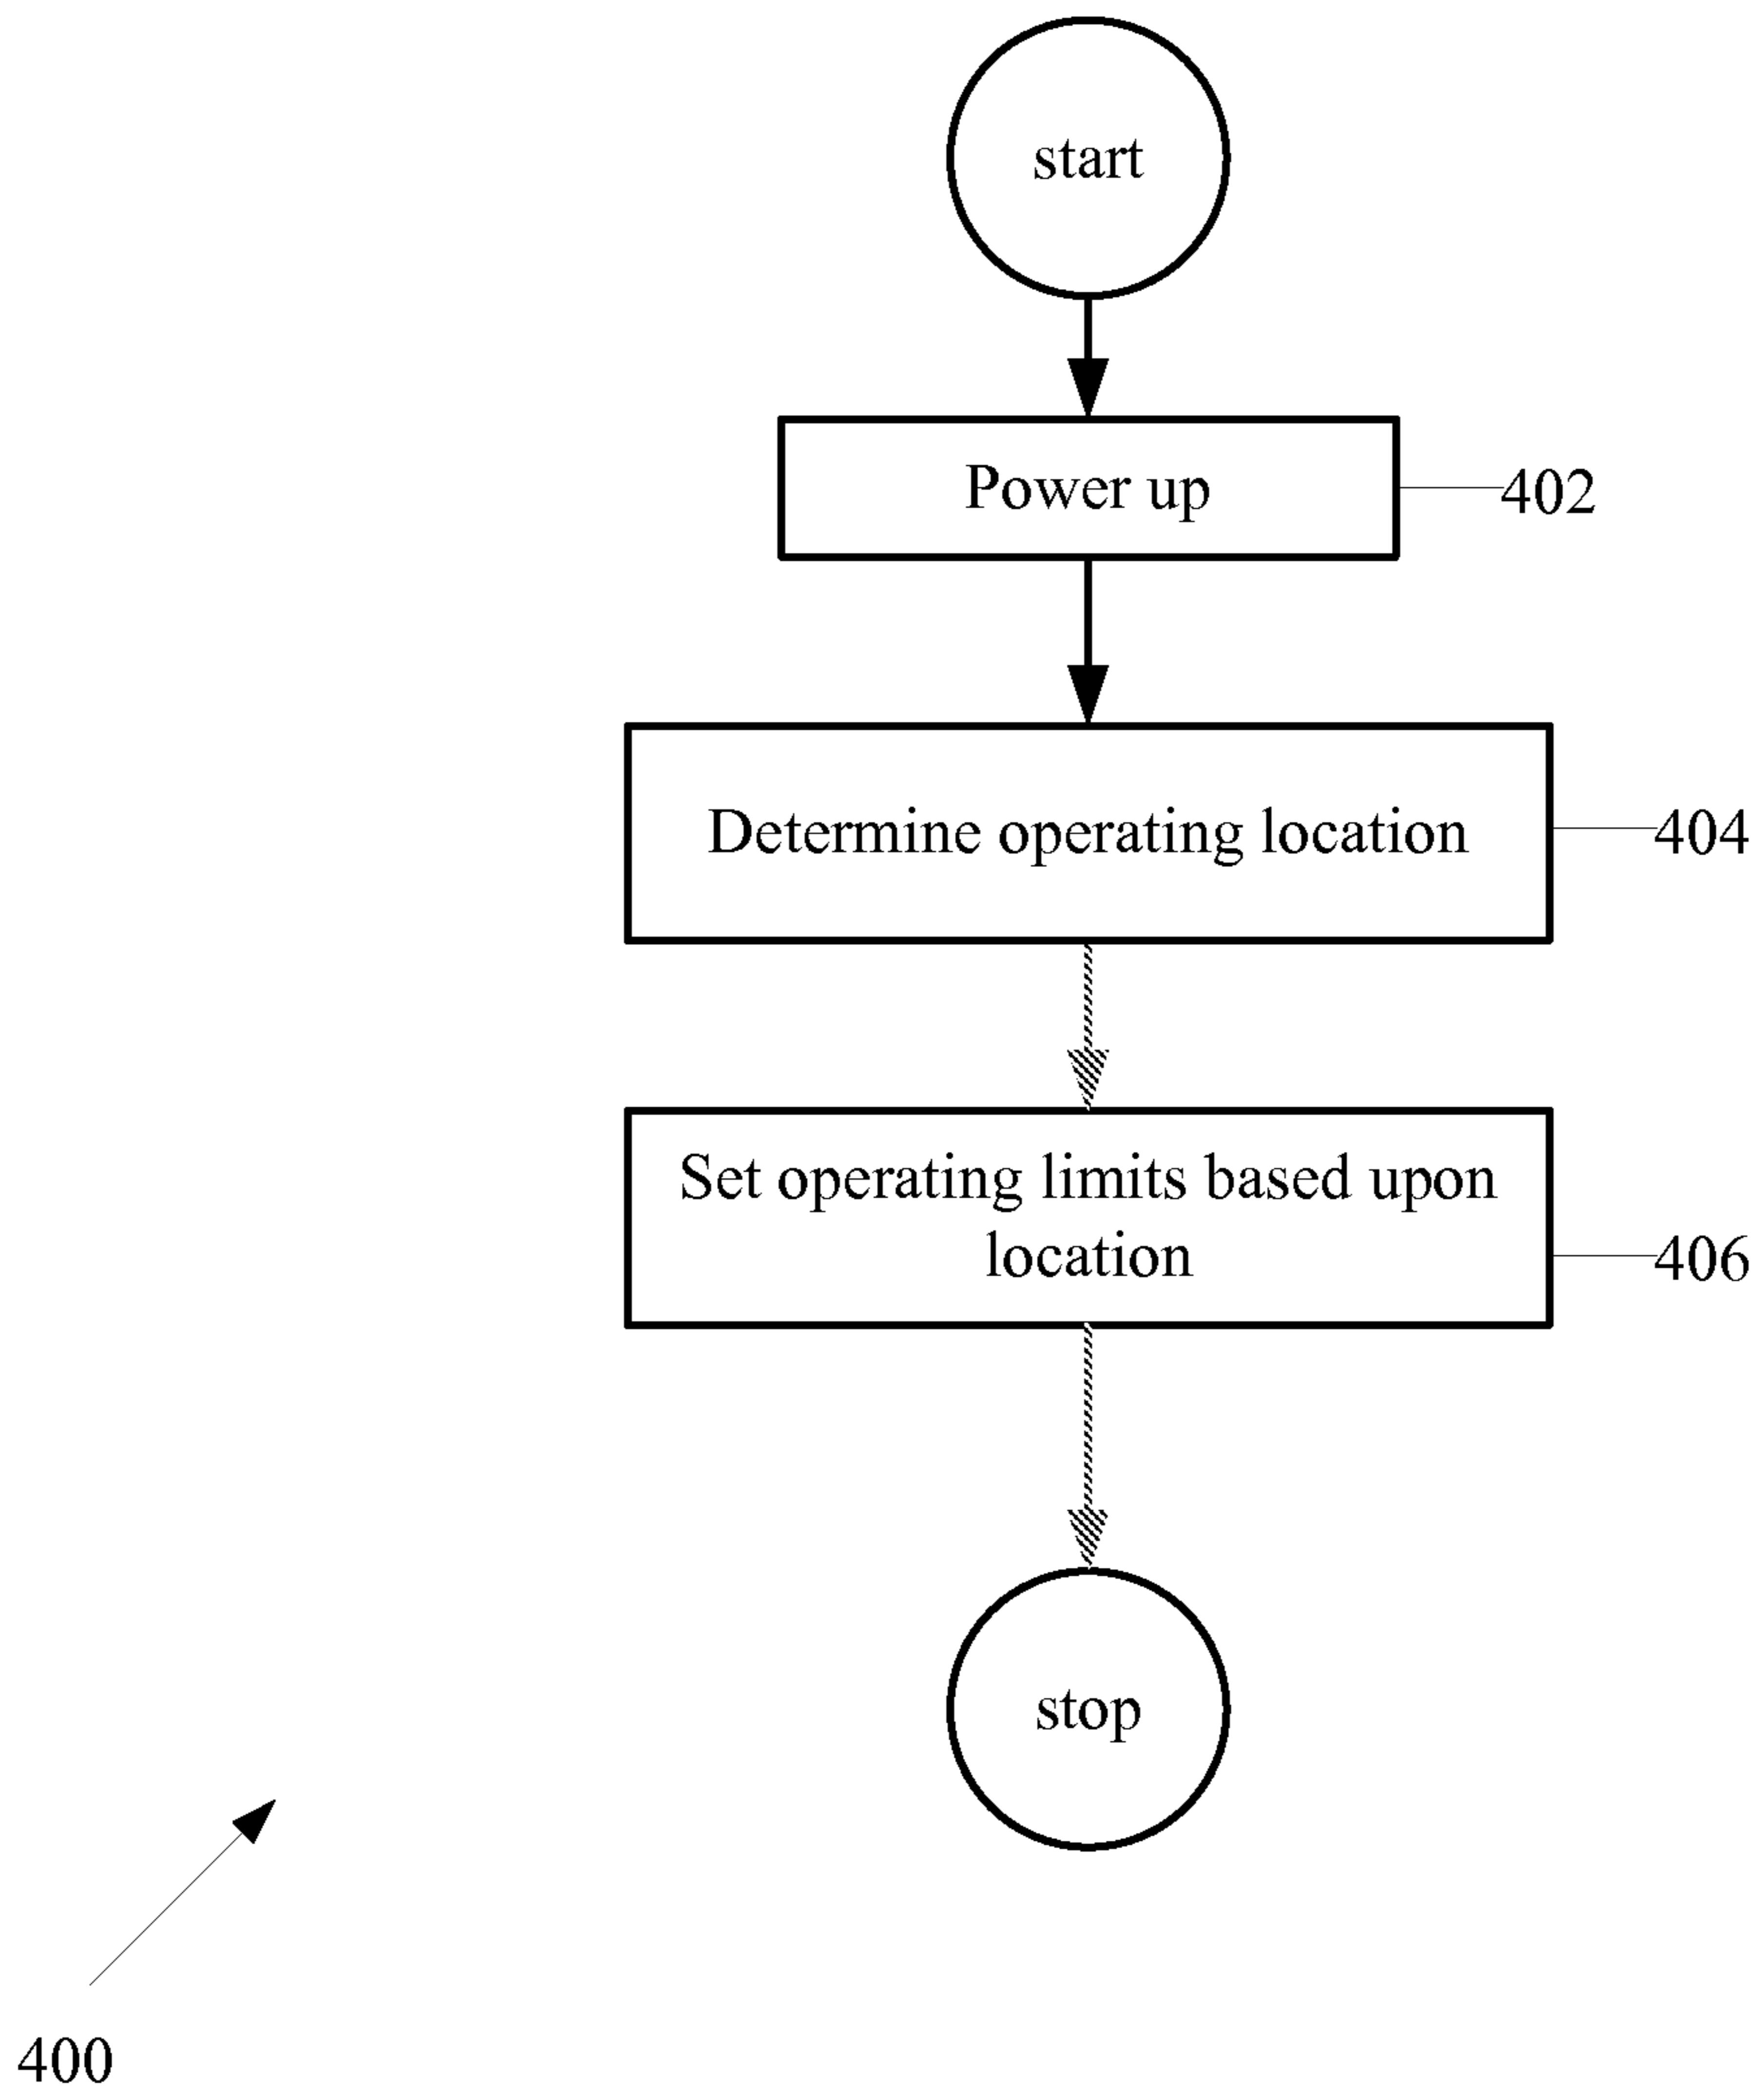 start
Power up
402
Determine operating location
404
Set operating limits based upon
location
406
stop
400